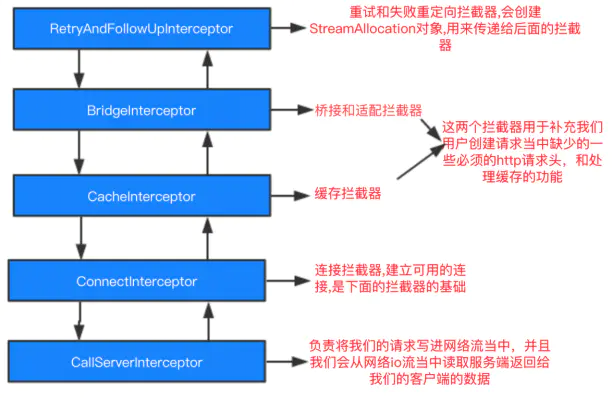 RetryAndFollowUpInterceptor
重试和失败重定向拦截器,会创建
StreamAllocation对象,用来传递给后面的拦截
器
BridgeInterceptor
桥接和适配拦截器
这两个拦截器用于补充我们
用户创建请求当中缺少的一
些必须的http请求头，和处
理缓存的功能
CacheInterceptor
缓存拦截器
ConnectInterceptor
连接拦截器,建立可用的连
接,是下面的拦截器的基础
CallServerInterceptor
负责将我们的请求写进网络流当中，并且
我们会从网络io流当中读取服务端返回给
我们的客户端的数据